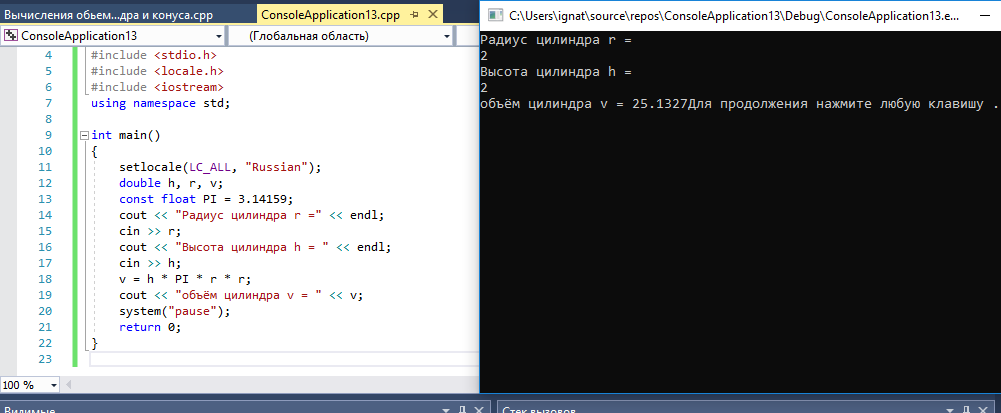 Вычисления обьем...дра и конуса.cpp
ConsoleApplication13.cpp
ConsoleApplication13
(Глобальная область)
4 #include <stdio.h>
5 #include <locale.h>
6 #include <iostream>
7 using namespace std;
8
9 int main()
10 {
11 setlocale(LC_ALL, "Russian");
12 double h, r, v;
13 const float PI = 3.14159;
14 cout << "Радиус цилиндра r =" << endl;
15 cin >> r;
16 cout << "Высота цилиндра h = " << endl;
17 cin >> h;
18 v = h * PI * r * r;
19 cout << "объём цилиндра v = " << v;
20 system("pause");
21 return 0;
22 }
23
100 %
Видимые
Стек вызовов
C:\Users\ignat\source\repos\ConsoleApplication13\Debug\ConsoleApplication13.e...
Радиус цилиндра r =
2
Высота цилиндра h =
2
объём цилиндра v = 25.1327Для продолжения нажмите любую клавишу .